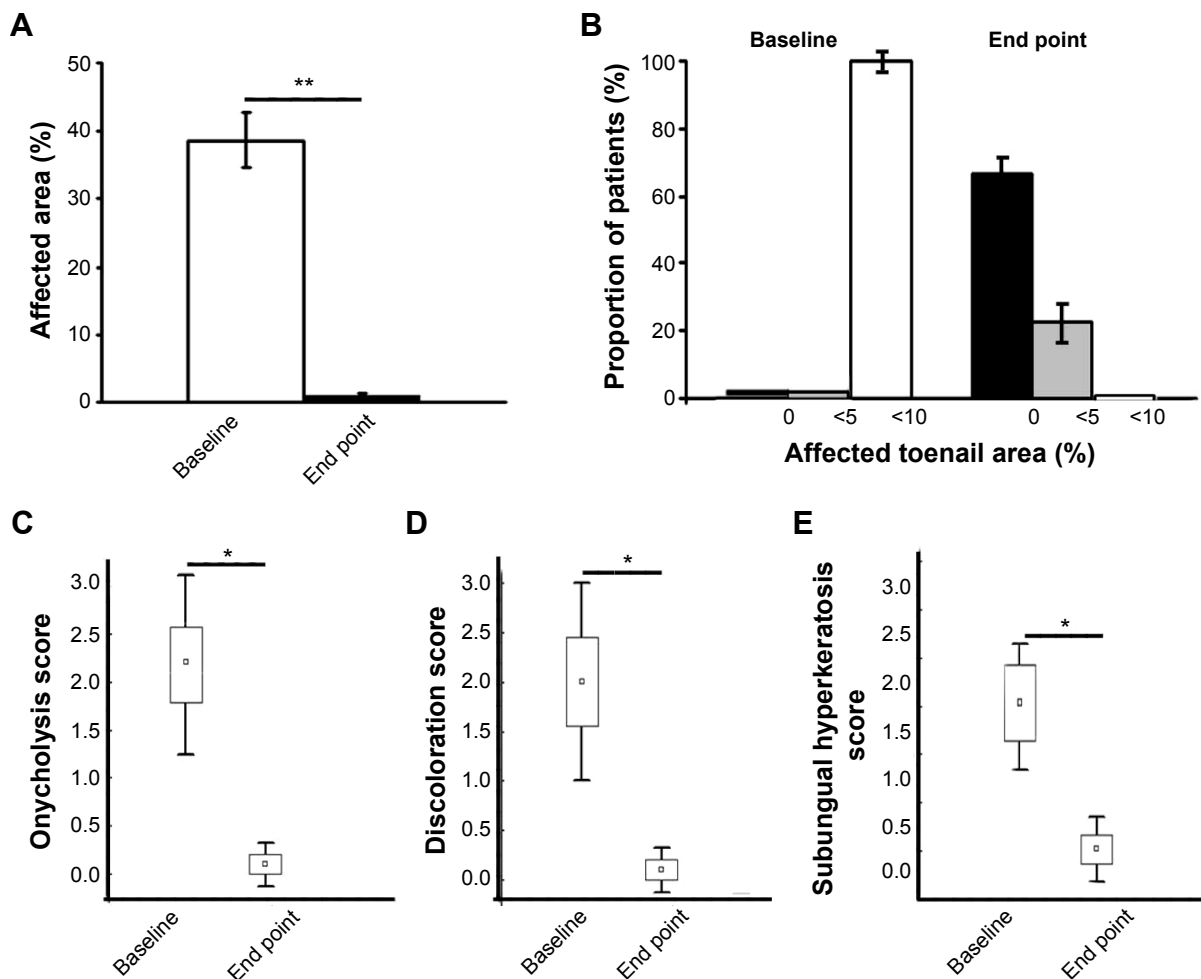 A
Affected area (%)
50
40
30
20
10
0
**
Baseline
End point
B
Baseline
End point
Proportion of patients (%)
100
80
60
40
20
0
0 <5 <10 0 <5 <10
Affected toenail area (%)
C
Onycholysis score
3.0
2.5
2.0
1.5
1.0
0.5
0.0
*
Baseline
End point
D
Discoloration score
3.0
2.5
2.0
1.5
1.0
0.5
0.0
*
Baseline
End point
E
Subungual hyperkeratosis
score
3.0
2.5
2.0
1.5
1.0
0.5
0.0
*
Baseline
End point